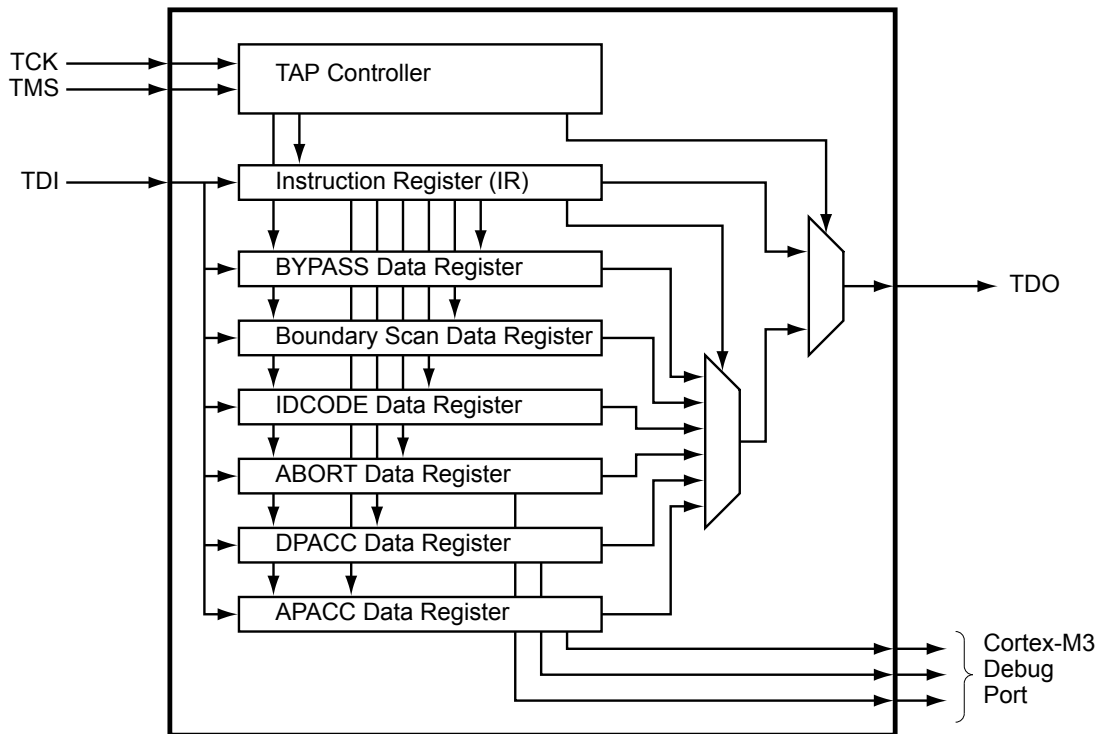 TCK
TMS
TAP Controller
TDI
Instruction Register (IR)
BYPASS Data Register
TDO
Boundary Scan Data Register
IDCODE Data Register
ABORT Data Register
DPACC Data Register
APACC Data Register
Cortex-M3
Debug
Port